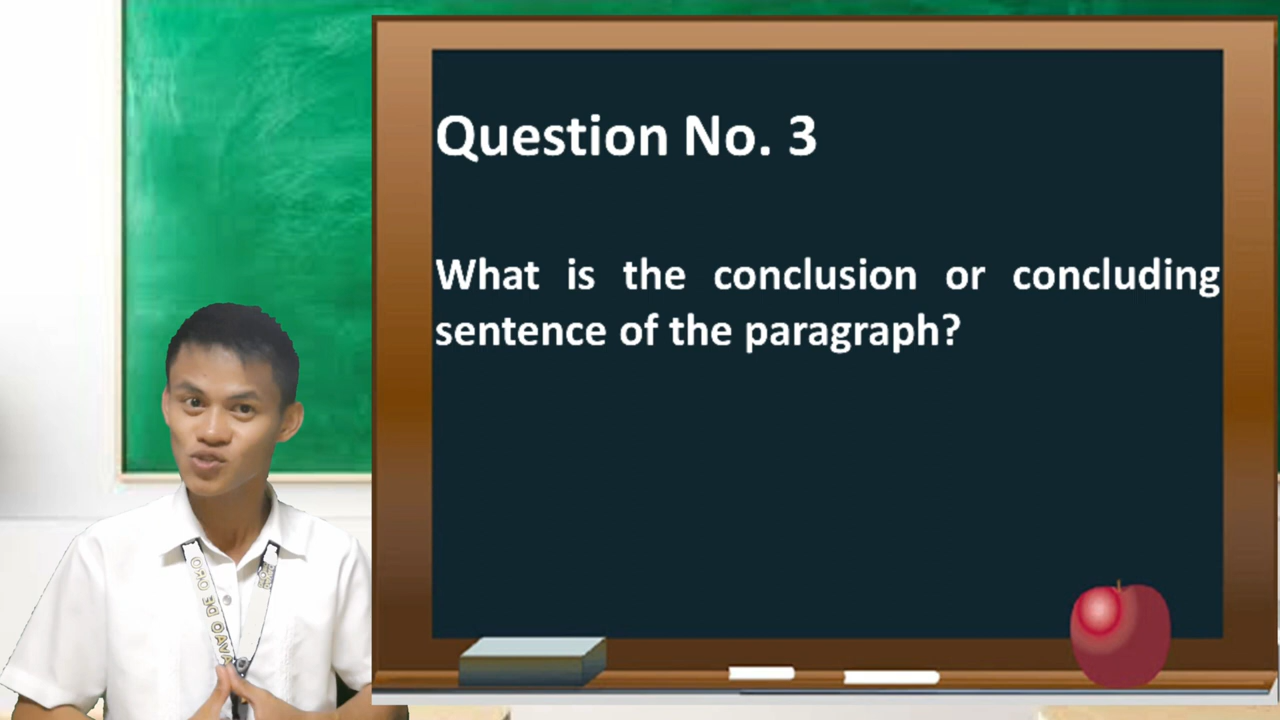 Question No. 3
What is the conclusion or concluding
sentence of the paragraph?